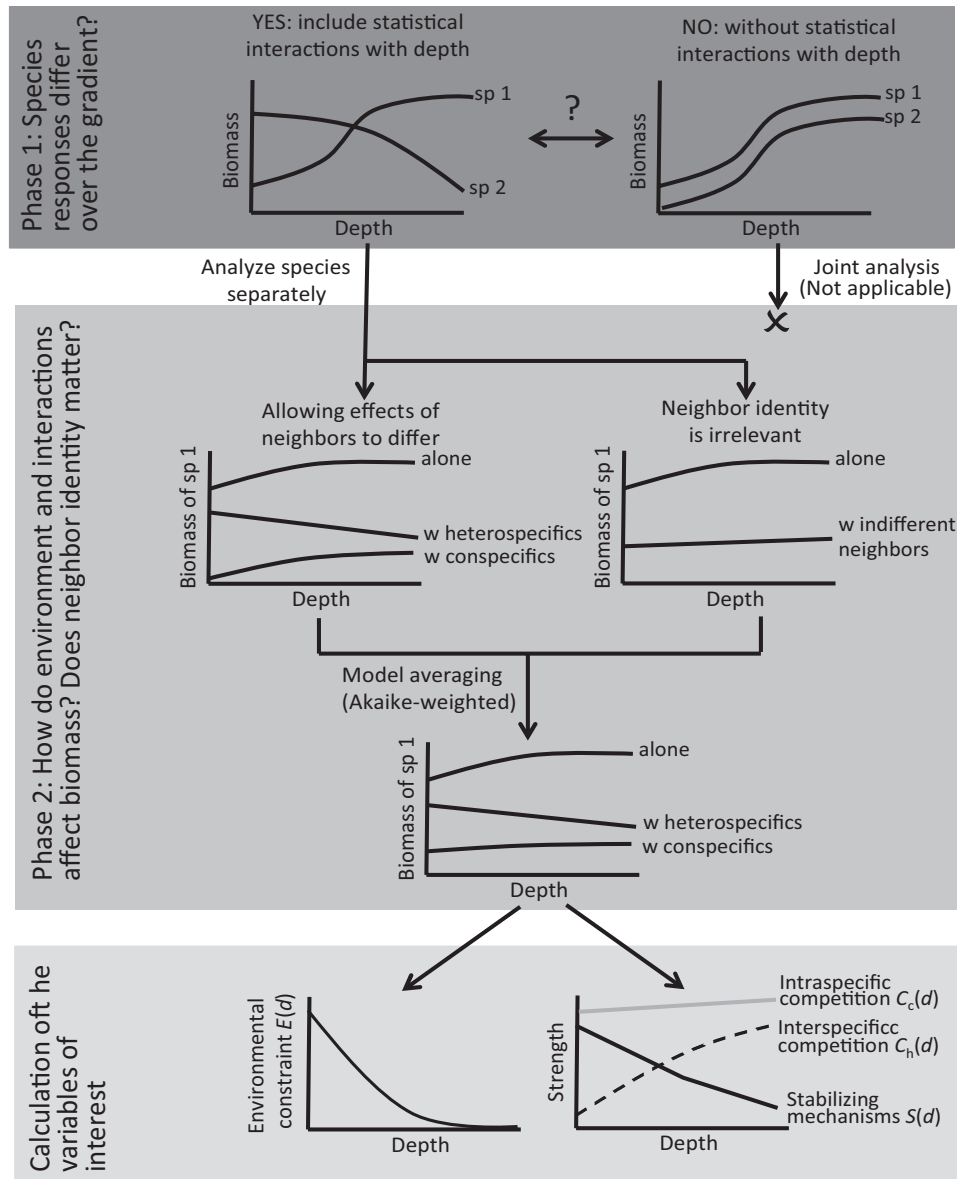 Phase 1: Species
responses differ
over the gradient?
YES: include statistical
interactions with depth
Biomass
sp 1
sp 2
Depth
?
NO: without statistical
interactions with depth
Biomass
sp 1
sp 2
Depth
Analyze species
separately
Joint analysis
(Not applicable)
Phase 2: How do environment and interactions
affect biomass? Does neighbor identity matter?
Allowing effects of
neighbors to differ
Biomass of sp 1
alone
w heterospecifics
w conspecifics
Depth
Neighbor identity
is irrelevant
Biomass of sp 1
alone
w indifferent
neighbors
Depth
Model averaging
(Akaike-weighted)
Biomass of sp 1
alone
w heterospecifics
w conspecifics
Depth
Calculation oft he
variables of
interest
Environmental
constraint E(d)
Depth
Strength
Intraspecific
competition Cc(d)
Interspecificc
competition Ch(d)
Stabilizing
mechanisms S(d)
Depth